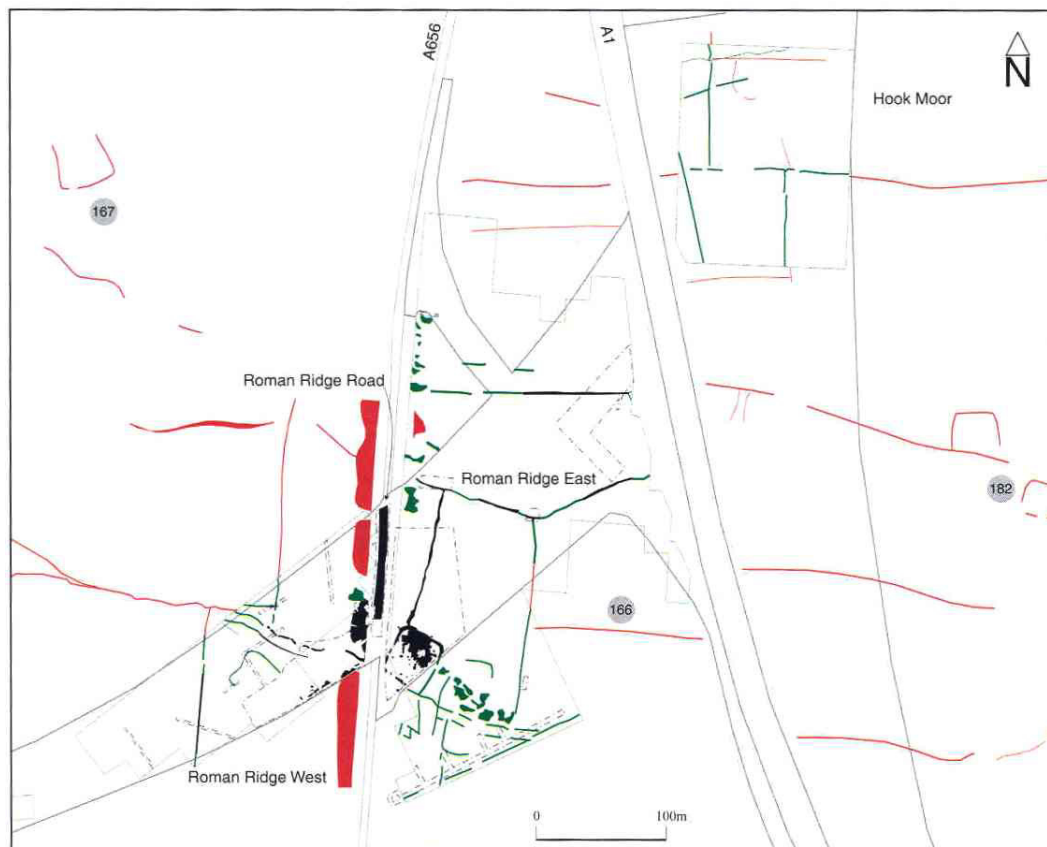 A656
A1
N
Hook Moor
167
Roman Ridge Road
Roman Ridge East
182
166
Roman Ridge West
0
100m